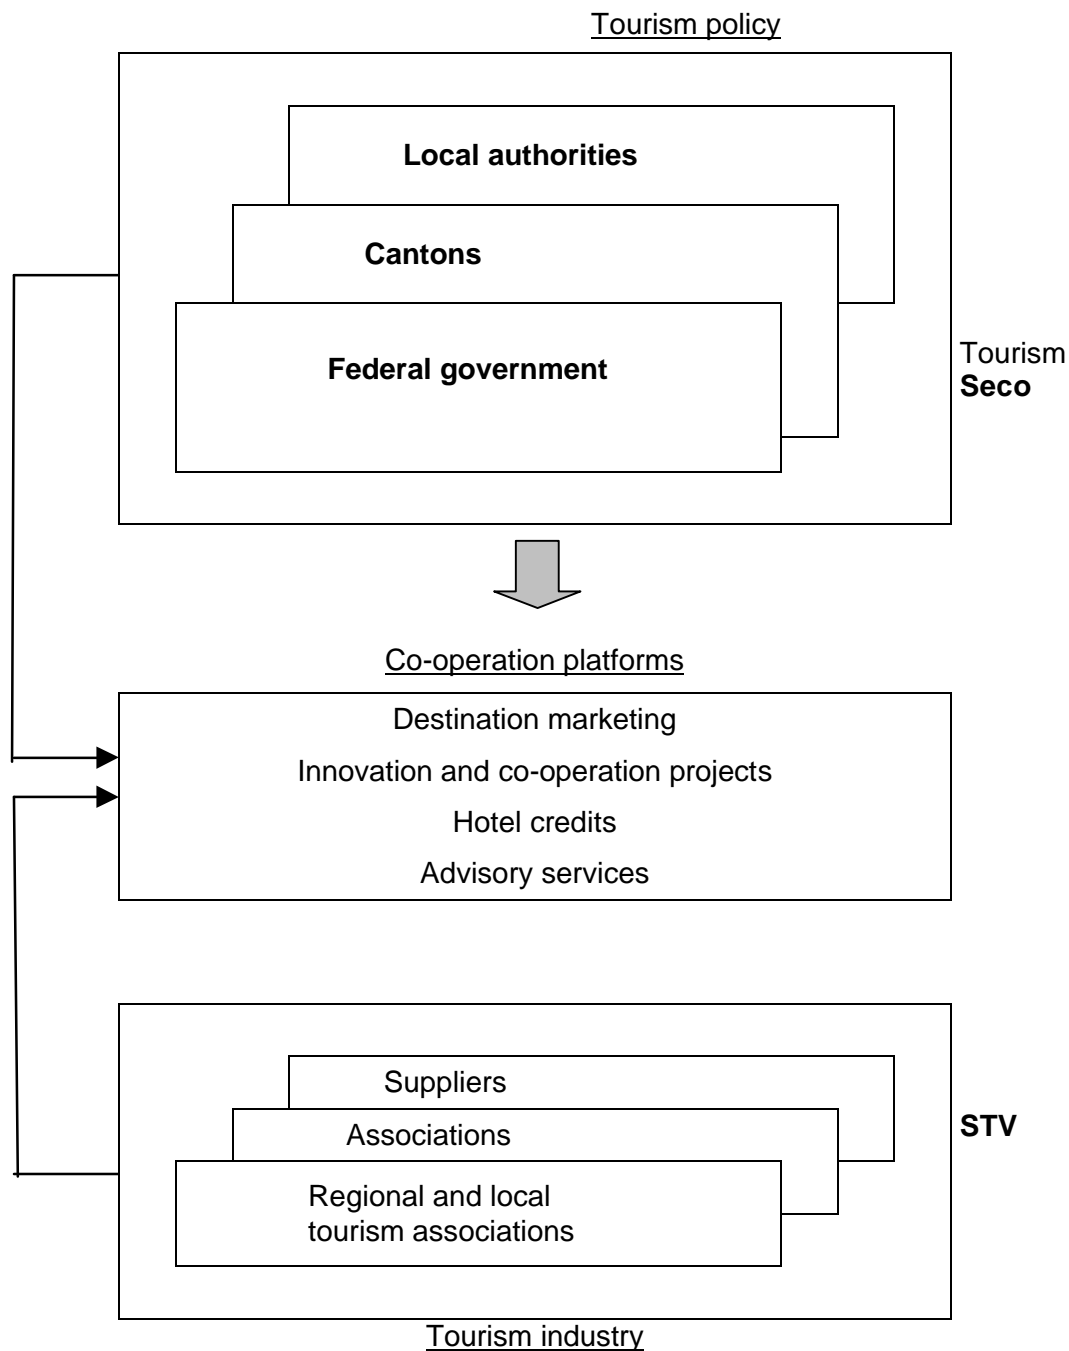 Tourism policy
Local authorities
Cantons
Federal government
Tourism
Seco
Co-operation platforms
Destination marketing
Innovation and co-operation projects
Hotel credits
Advisory services
Suppliers
Associations
STV
Regional and local
tourism associations
Tourism industry